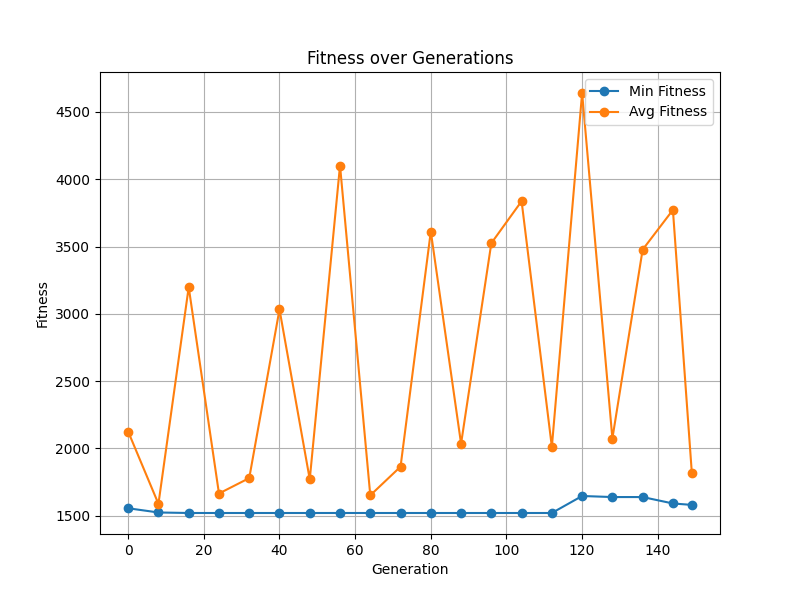 Fitness over Generations
Min Fitness
Avg Fitness
4500
4000
3500
3000
2500
2000
1500
Fitness
0 20 40 60 80 100 120 140
Generation